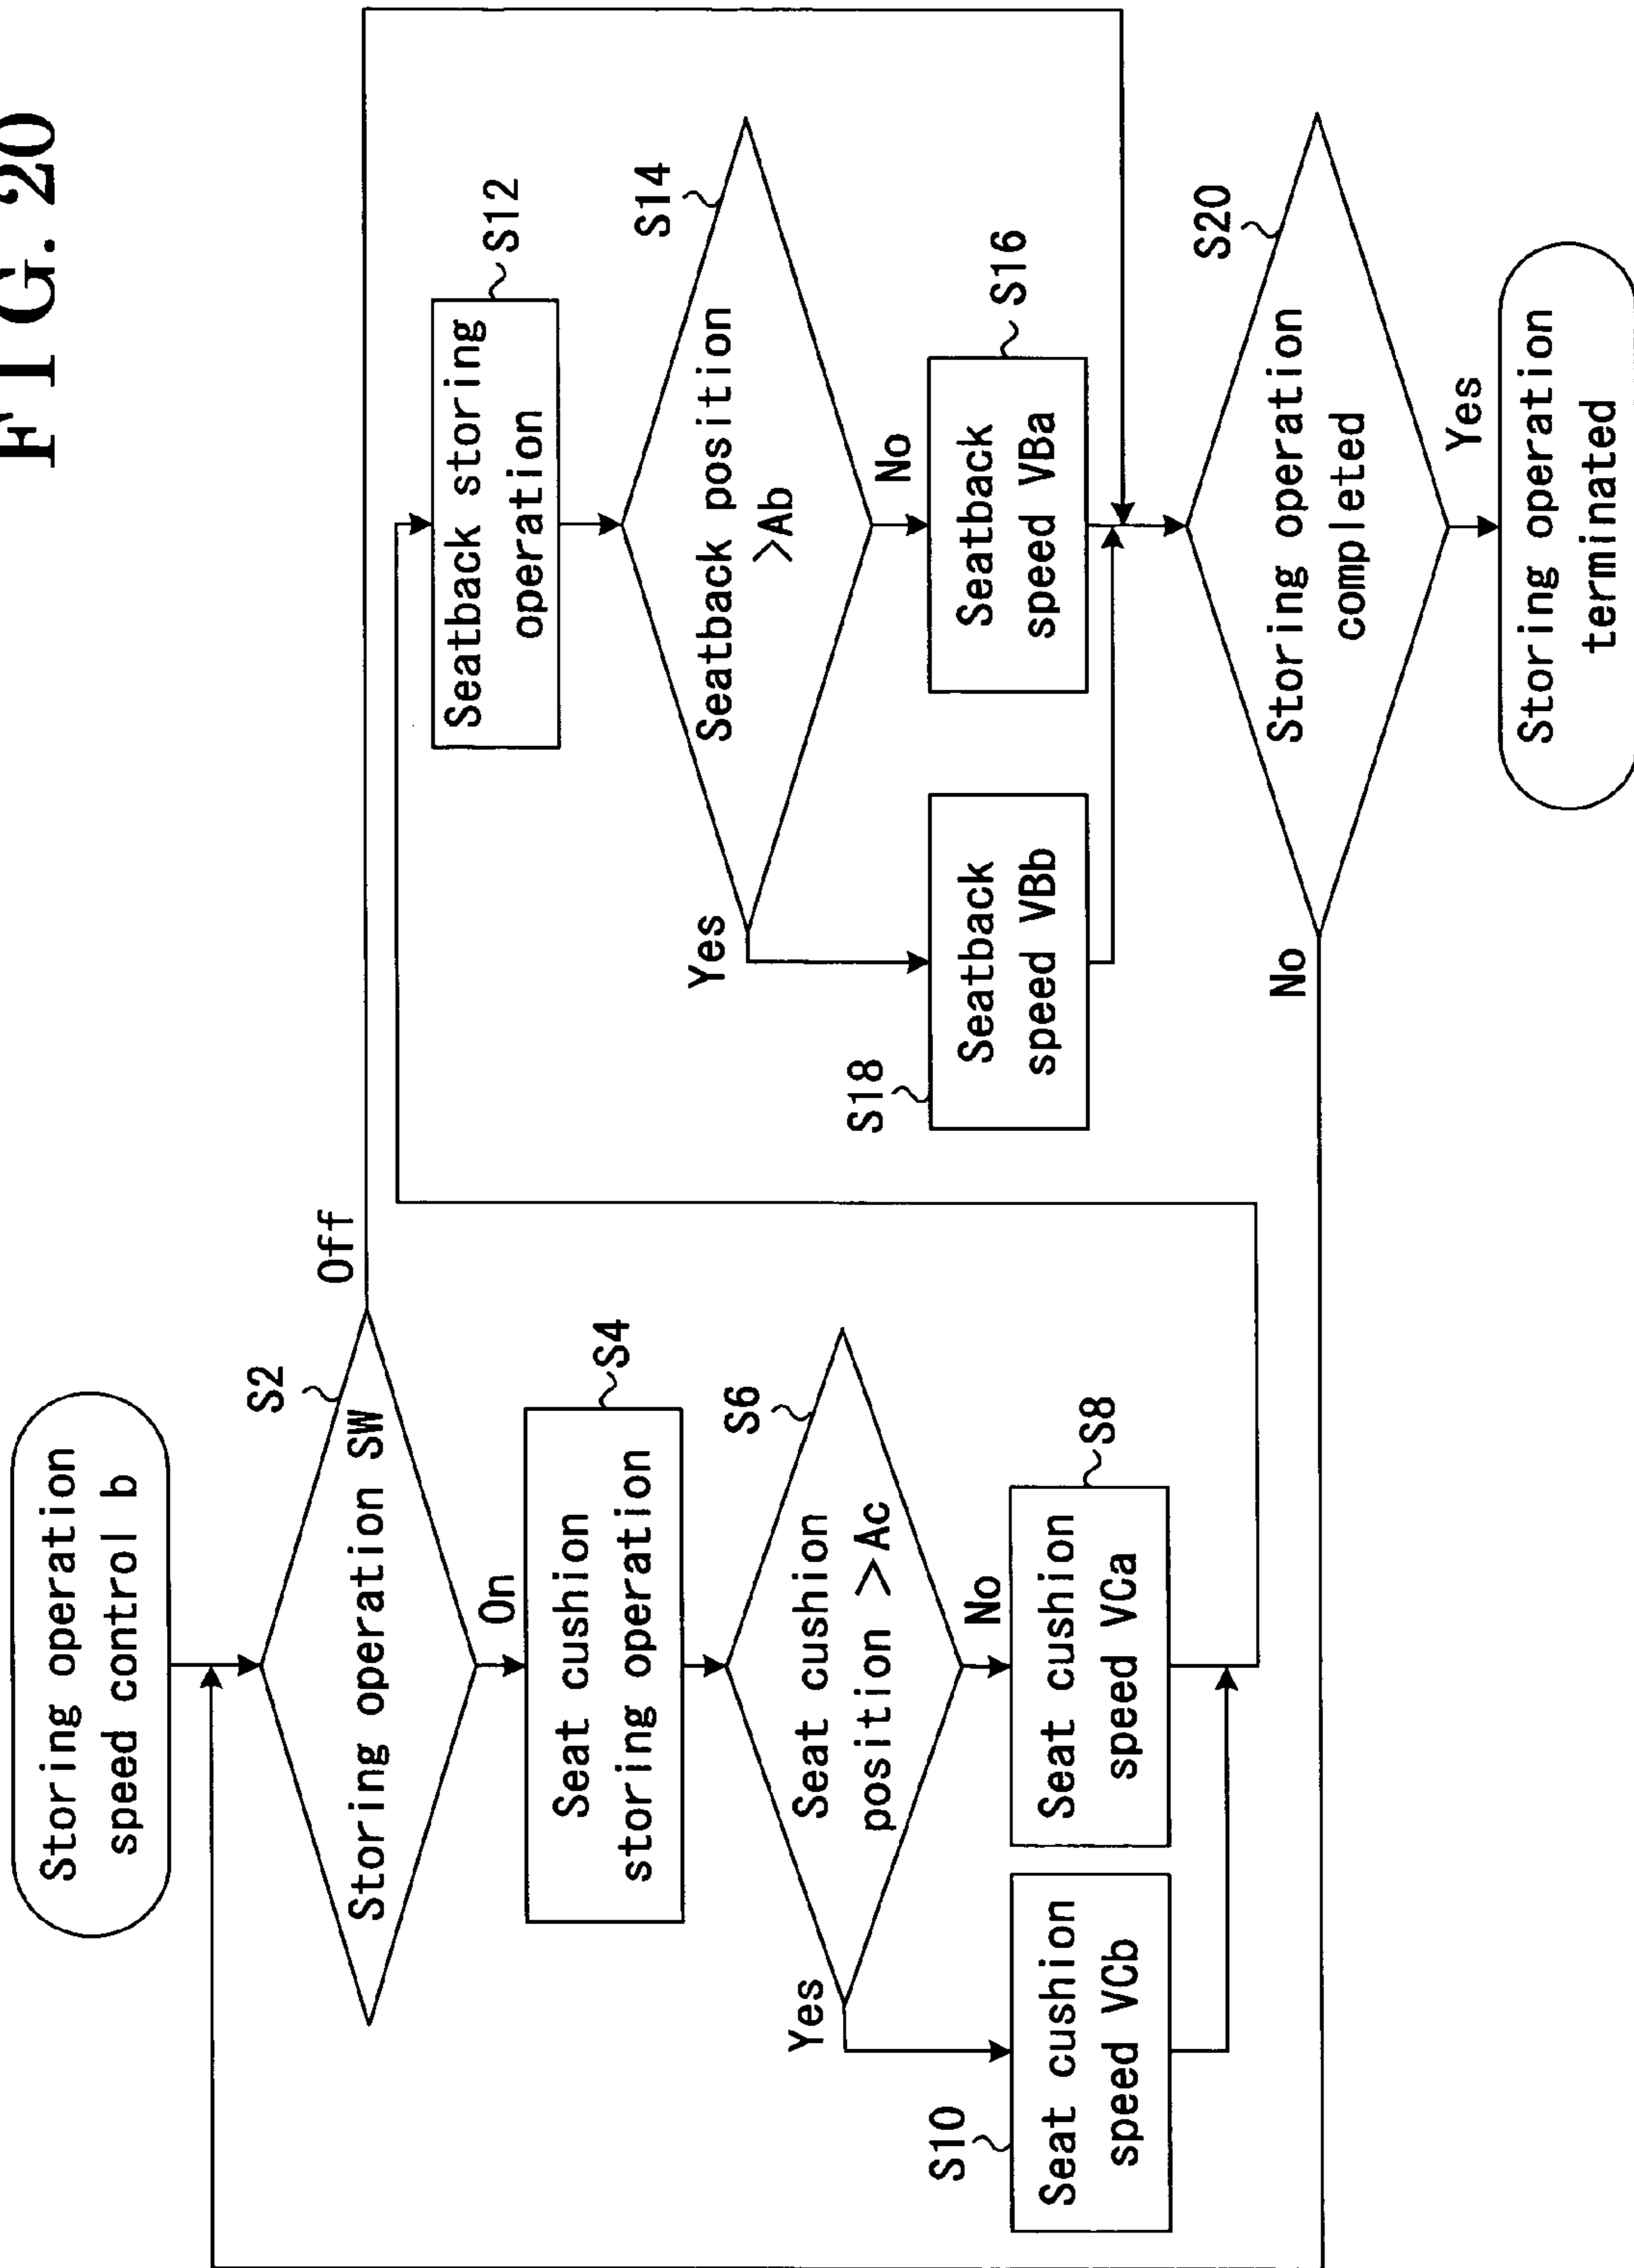 FIG. 20
Storing operation
speed control b
S2
Storing operation SW
Off
On
S4
Seat cushion
storing operation
S6
Seat cushion
position >Ac
Yes
No
S8
Seat cushion
speed VCa
S10
Seat cushion
speed VCb
S12
Seatback storing
operation
S14
Seatback position
>Ab
Yes
No
S16
Seatback
speed VBa
S18
Seatback
speed VBb
S20
Storing operation
completed
No
Yes
Storing operation
terminated